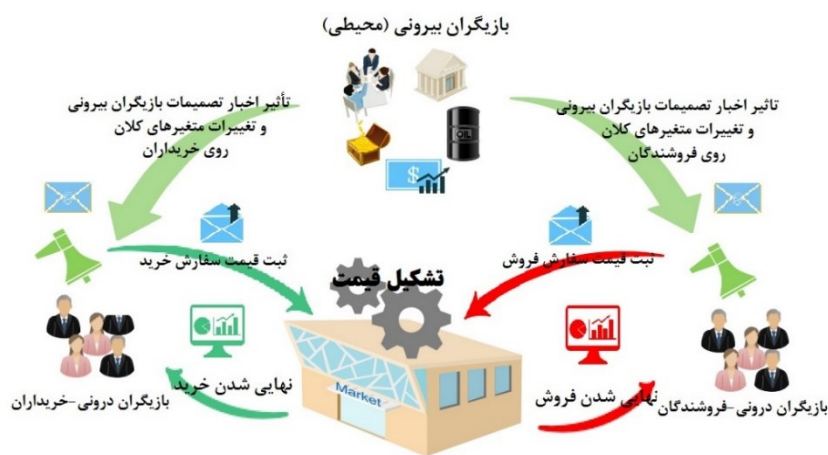 بازیگران بیرونی (محیطی)
تاثیر اخبار تصمیمات بازیگران بیرونی
و تغییرات متغیرهای کلان
روی فروشندگان
تأثیر اخبار تصمیمات بازیگران بیرونی
و تغییرات متغیرهای کلان
روی خریداران
OIL
$
ثبت قیمت سفارش فروش
ثبت قیمت سفارش خرید
تشکیل قیمت
Market
نهایی شدن فروش
نهایی شدن خرید
بازیگران درونی-فروشندگان
بازیگران درونی-خریداران